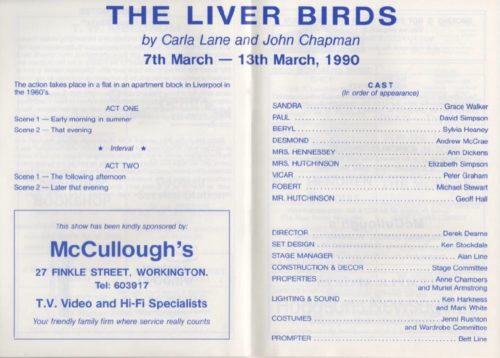 THE LIVER BIRDS
by Carla Lane and John Chapman
7th March — 13th March, 1990
The action takes place in a flat in an apartment block in Liverpool in
the 1960's.
ACT ONE
Scene 1 – Early morning in summer
Scene 2 – That evening
★ Interval ★
ACT TWO
Scene 1 – The following afternoon
Scene 2 – Later that evening
This show has been kindly sponsored by:
McCullough's
27 FINKLE STREET, WORKINGTON.
Tel: 603917
T.V. Video and Hi-Fi Specialists
Your friendly family firm where service really counts
CAST
(In order of appearance)
SANDRA Grace Walker
PAUL David Simpson
BERYL Sylvia Heaney
DESMOND Andrew McCrae
MRS. HENNESSEY Ann Dickens
MRS. HUTCHINSON Elizabeth Simpson
VICAR Peter Graham
ROBERT Michael Stewart
MR. HUTCHINSON Geoff Hall
DIRECTOR Derek Dearne
SET DESIGN Ken Stockdale
STAGE MANAGER Alan Line
CONSTRUCTION & DECOR Stage Committee
PROPERTIES Anne Chambers
and Muriel Armstrong
LIGHTING & SOUND Ken Harkness
and Mark White
COSTUMES Jenni Rushton
and Wardrobe Committee
PROMPTER Bett Line